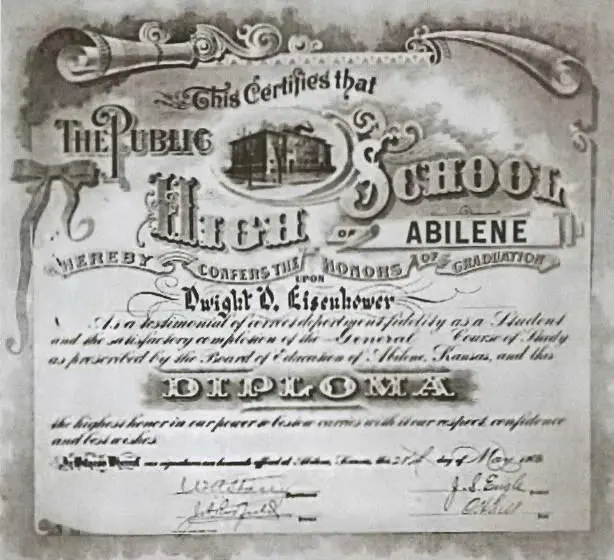 This Certifies that
THE PUBLIC
HIGH SCHOOL
OF ABILENE
HEREBY CONFERS THE HONORS OF GRADUATION
UPON
Dwight D. Eisenhower
As a testimonial of correct deportment fidelity as a Student
and the satisfactory completion of the General Course of Study
as prescribed by the Board of Education of Abilene, Kansas, and this
DIPLOMA
the highest honor in our power to bestow carries with it our respect, confidence
and best wishes.
In Witness Whereof our signatures are hereunto affixed at Abilene, Kansas, this day of May
J. S. Engle